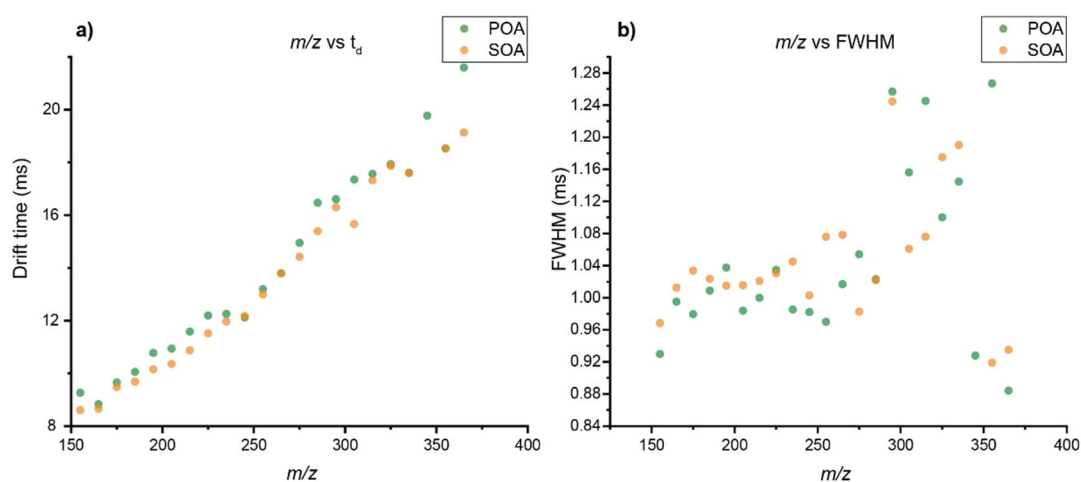 a)
m/z vs td
POA
SOA
Drift time (ms)
20
16
12
8
150
200
250
300
350
400
m/z
b)
m/z vs FWHM
POA
SOA
FWHM (ms)
1.28
1.24
1.20
1.16
1.12
1.08
1.04
1.00
0.96
0.92
0.88
0.84
150
200
250
300
350
400
m/z